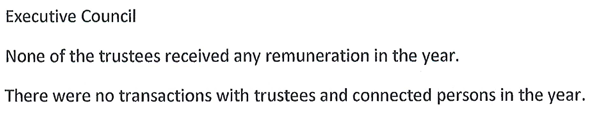 Executive Council
None of the trustees received any remuneration in the year.
There were no transactions with trustees and connected persons in the year.